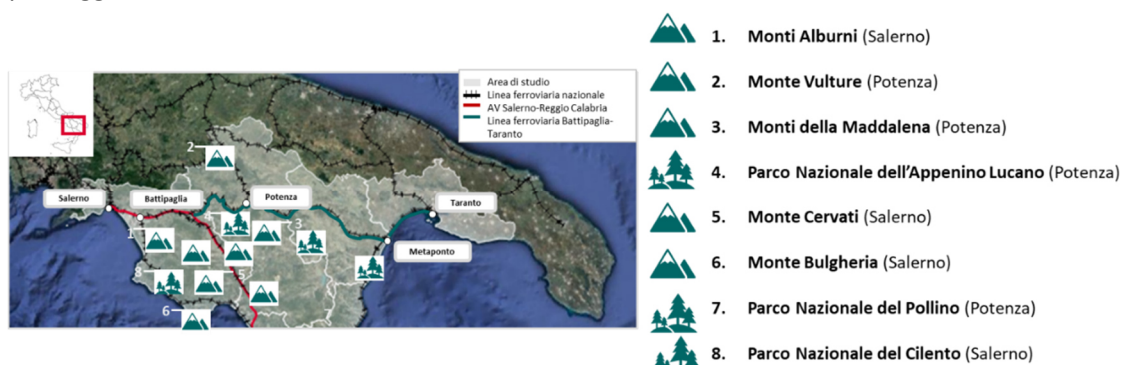 Area di studio
Linea ferroviaria nazionale
AV Salerno-Reggio Calabria
Linea ferroviaria Battipaglia-
Taranto
2
Salerno
Battipaglia
Potenza
Taranto
Metaponto
1
3
8
5
6
1. Monti Alburni (Salerno)
2. Monte Vulture (Potenza)
3. Monti della Maddalena (Potenza)
4. Parco Nazionale dell’Appenino Lucano (Potenza)
5. Monte Cervati (Salerno)
6. Monte Bulgheria (Salerno)
7. Parco Nazionale del Pollino (Potenza)
8. Parco Nazionale del Cilento (Salerno)